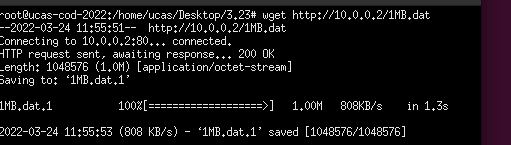 root@ucas-cod-2022:/home/ucas/Desktop/3.23# wget http://10.0.0.2/1MB.dat
--2022-03-24 11:55:51--  http://10.0.0.2/1MB.dat
Connecting to 10.0.0.2:80... connected.
HTTP request sent, awaiting response... 200 OK
Length: 1048576 (1.0M) [application/octet-stream]
Saving to: ‘1MB.dat.1’
1MB.dat.1           100%[===================>]   1.00M   808KB/s    in 1.3s
2022-03-24 11:55:53 (808 KB/s) - ‘1MB.dat.1’ saved [1048576/1048576]